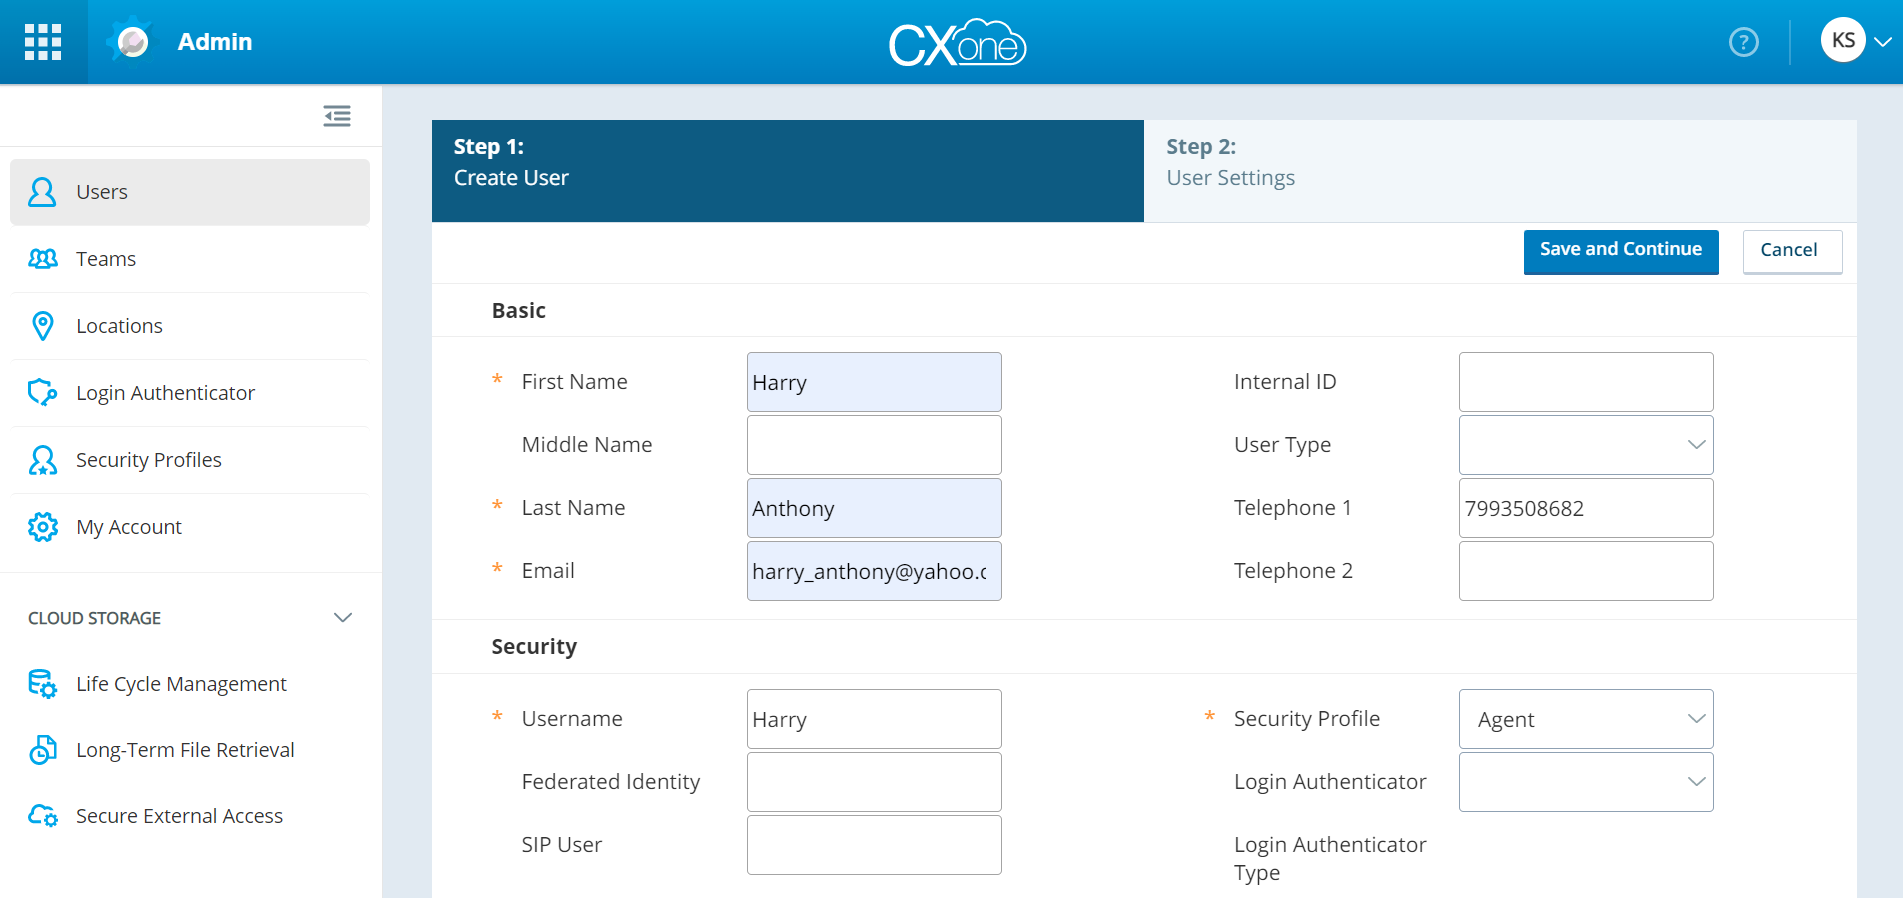 Admin
CXone
?
KS
Users
Teams
Locations
Login Authenticator
Security Profiles
My Account
CLOUD STORAGE
Life Cycle Management
Long-Term File Retrieval
Secure External Access
Step 1:
Create User
Step 2:
User Settings
Save and Continue
Cancel
Basic
* First Name Harry
Internal ID
Middle Name
User Type
* Last Name Anthony
Telephone 1 7993508682
* Email harry_anthony@yahoo.c
Telephone 2
Security
* Username Harry
* Security Profile Agent
Federated Identity
Login Authenticator
SIP User
Login Authenticator
Type